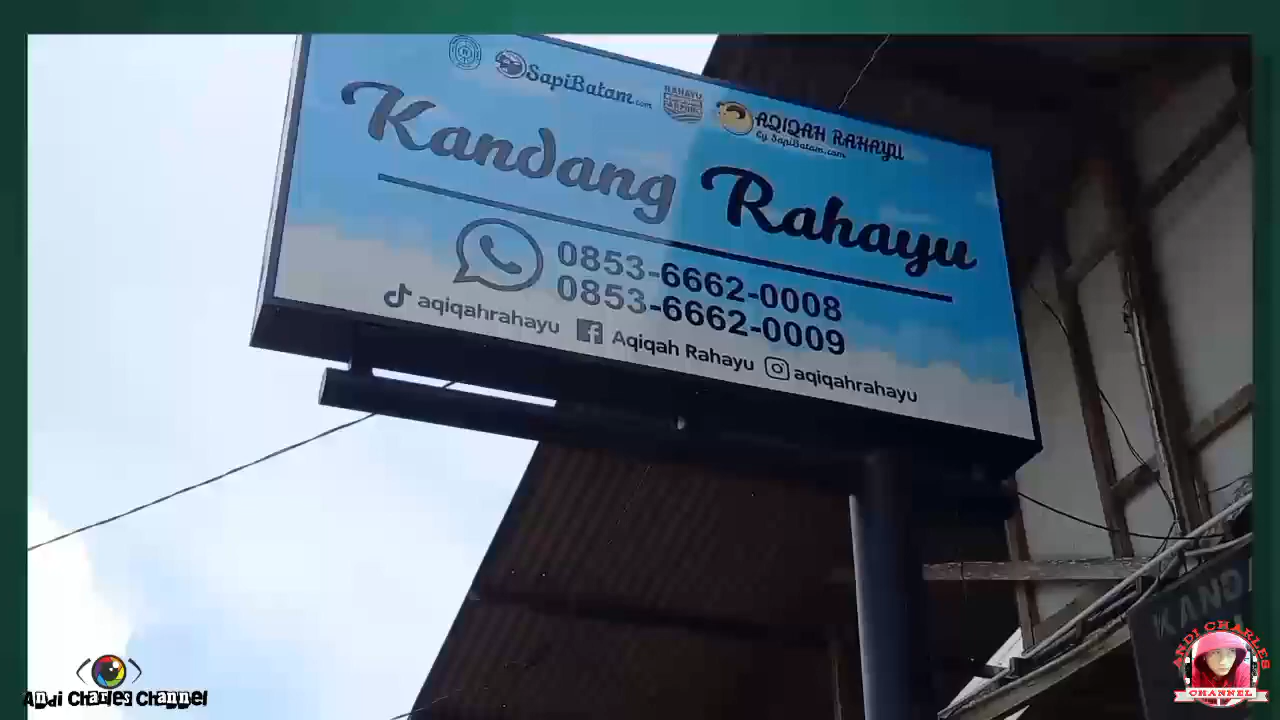 SapiBatam.com
RAHAYU
AQIQAH RAHAYU
by SapiBatam.com
Kandang Rahayu
0853-6662-0008
0853-6662-0009
aqiqahrahayu Aqiqah Rahayu aqiqahrahayu
KAND
Andi Charles Channel
ANDI CHARLES
CHANNEL